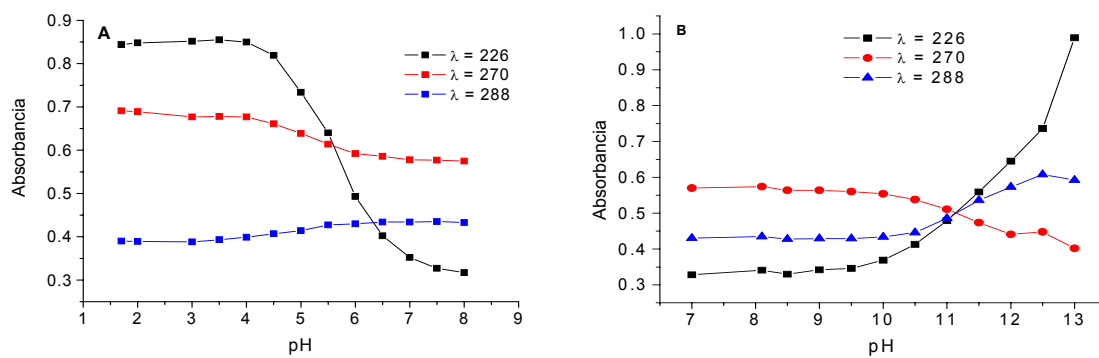 A
λ = 226
λ = 270
λ = 288
Absorbancia
0.9
0.8
0.7
0.6
0.5
0.4
0.3
1 2 3 4 5 6 7 8 9
pH
B
λ = 226
λ = 270
λ = 288
Absorbancia
1.0
0.9
0.8
0.7
0.6
0.5
0.4
0.3
7 8 9 10 11 12 13
pH